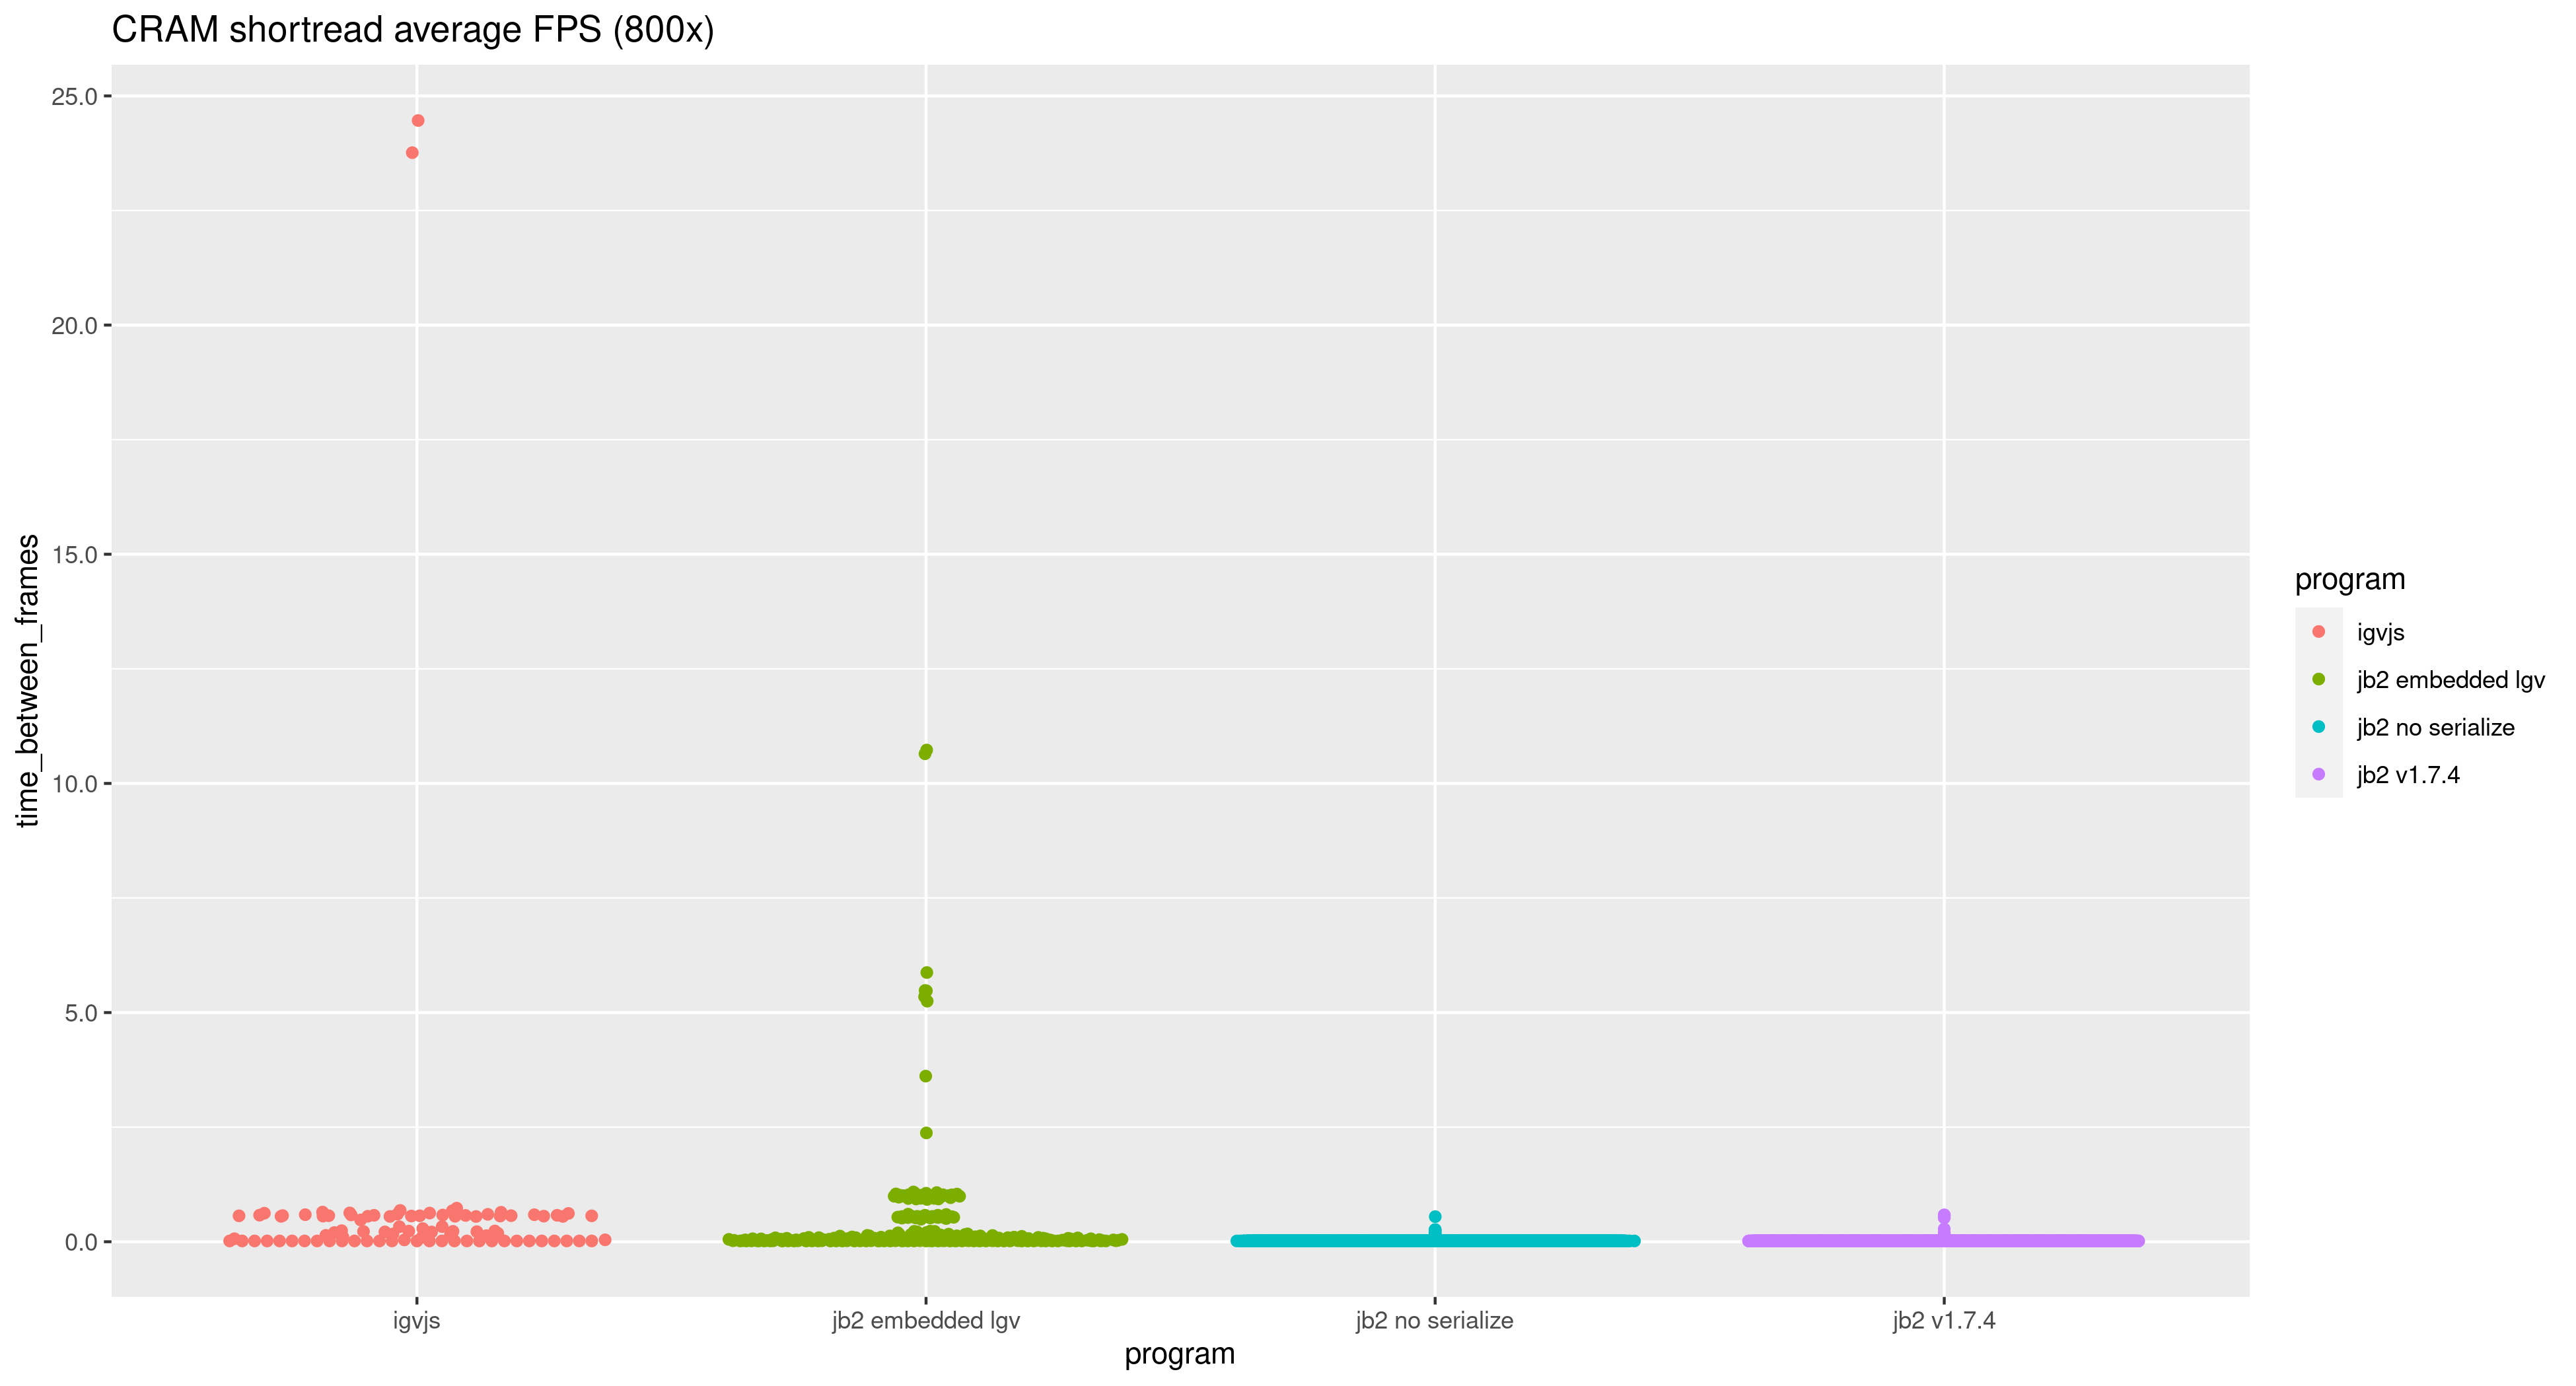 CRAM shortread average FPS (800x)
25.0
20.0
15.0
10.0
5.0
0.0
time_between_frames
igvjs
jb2 embedded lgv
jb2 no serialize
jb2 v1.7.4
program
program
igvjs
jb2 embedded lgv
jb2 no serialize
jb2 v1.7.4